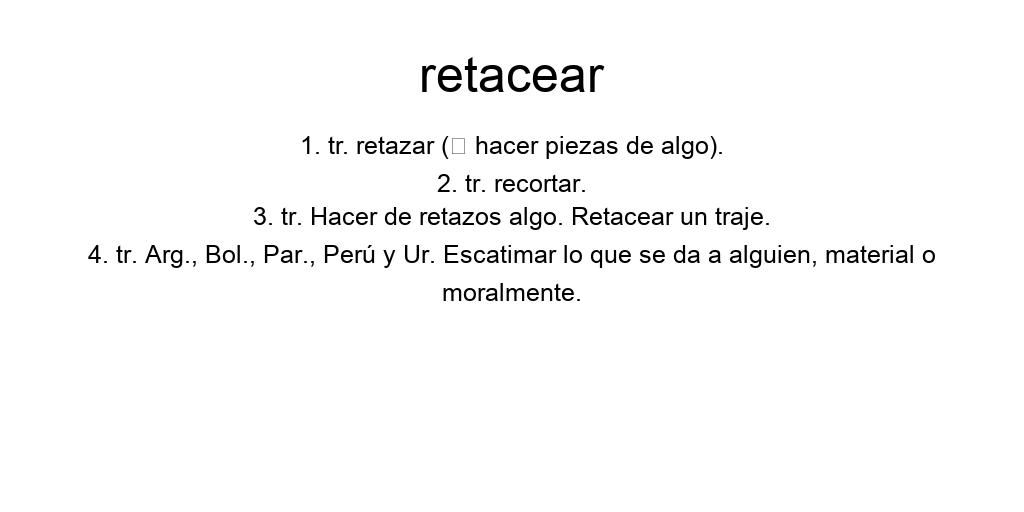 retacear
1. tr. retazar (□ hacer piezas de algo).
2. tr. recortar.
3. tr. Hacer de retazos algo. Retacear un traje.
4. tr. Arg., Bol., Par., Perú y Ur. Escatimar lo que se da a alguien, material o
moralmente.